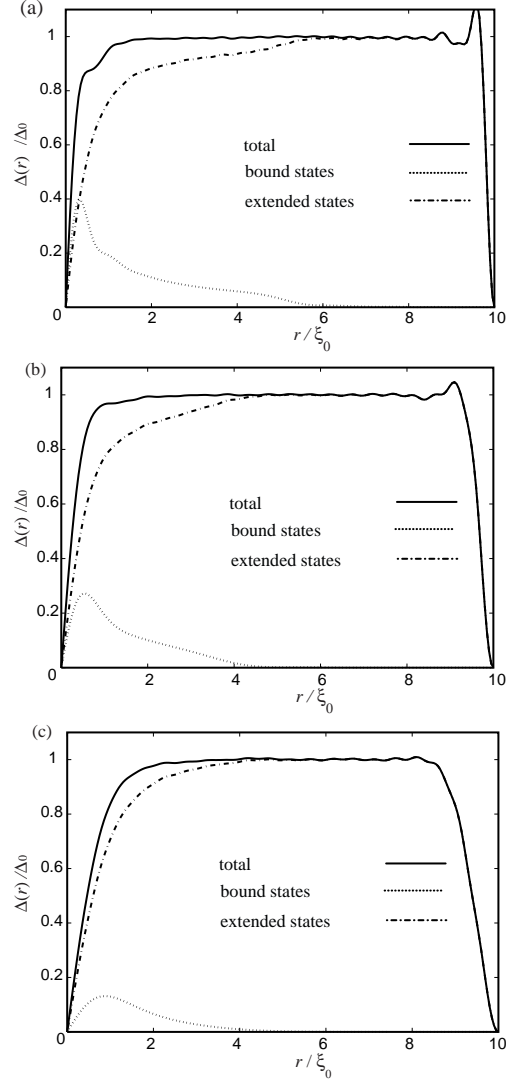 (a)
Δ(r) /Δ0
1
0.8
0.6
0.4
0.2
0
total
bound states
extended states
0 2 4 6 8 10
r / ξ0
(b)
Δ(r) /Δ0
1
0.8
0.6
0.4
0.2
0
total
bound states
extended states
0 2 4 6 8 10
r / ξ0
(c)
Δ(r) /Δ0
1
0.8
0.6
0.4
0.2
total
bound states
extended states
0 2 4 6 8 10
r / ξ0